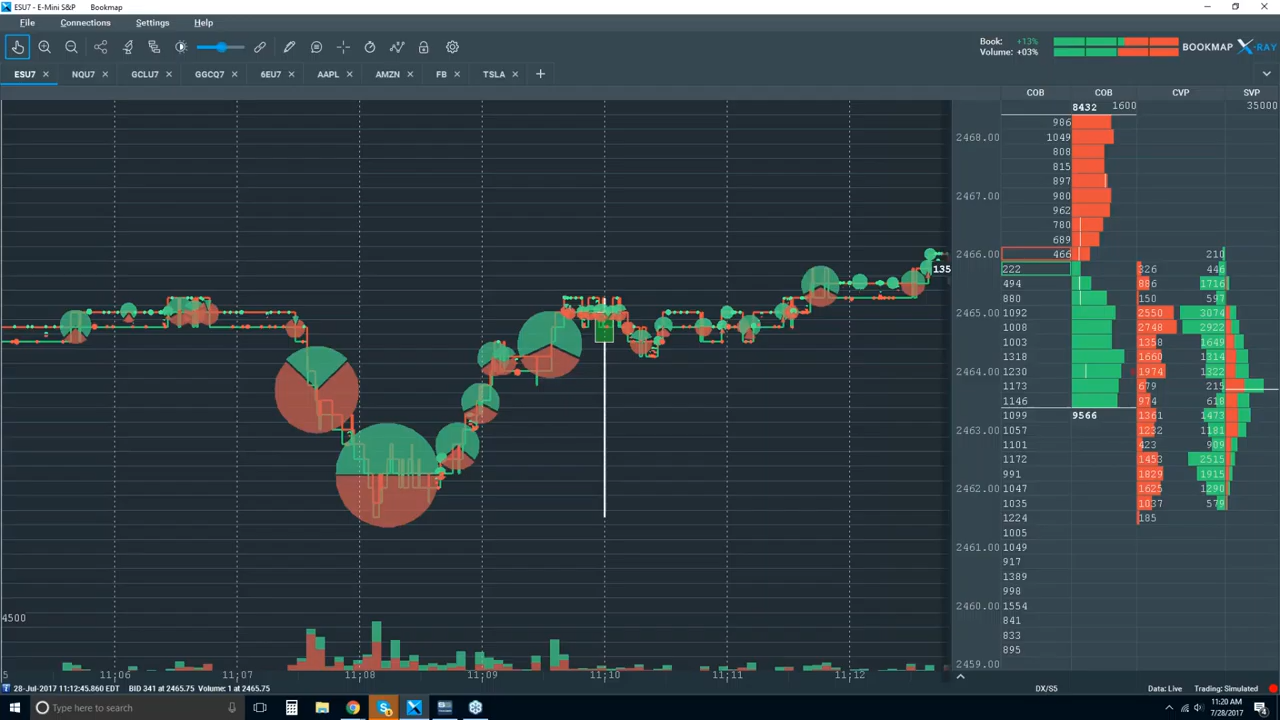 ESU7 - E-Mini S&P    Bookmap
File    Connections    Settings    Help
Book: +13%
Volume: +03%
BOOKMAP X-RAY
ESU7    NQU7    GCLU7    GGCQ7    6EU7    AAPL    AMZN    FB    TSLA
COB    COB    CVP    SVP
8432    1600    35000
986
2468.00    1049
808
815
897
2467.00    980
962
780
689
2466.00    466    210
135    222    326    446
494    886    1716
880    150    597
2465.00    1092    2550    3074
1008    2748    2922
1003    1358    1649
1318    1660    1314
2464.00    1230    1974    1322
1173    679    215
1146    974    618
1099    9566    1361    1473
2463.00    1057    1232    1181
1101    423    909
1172    1453    2515
991    1829    1915
2462.00    1047    1625    1290
1035    1037    579
1224    185
1005
2461.00    1049
917
1389
998
2460.00    1554
4500    841
833
895
2459.00
5    11:06    11:07    11:08    11:09    11:10    11:11    11:12
28-Jul-2017 11:12:45.860 EDT    BID 341 at 2465.75    Volume: 1 at 2465.75    DX/S5    Data: Live    Trading: Simulated
Type here to search    11:20 AM
7/28/2017    4